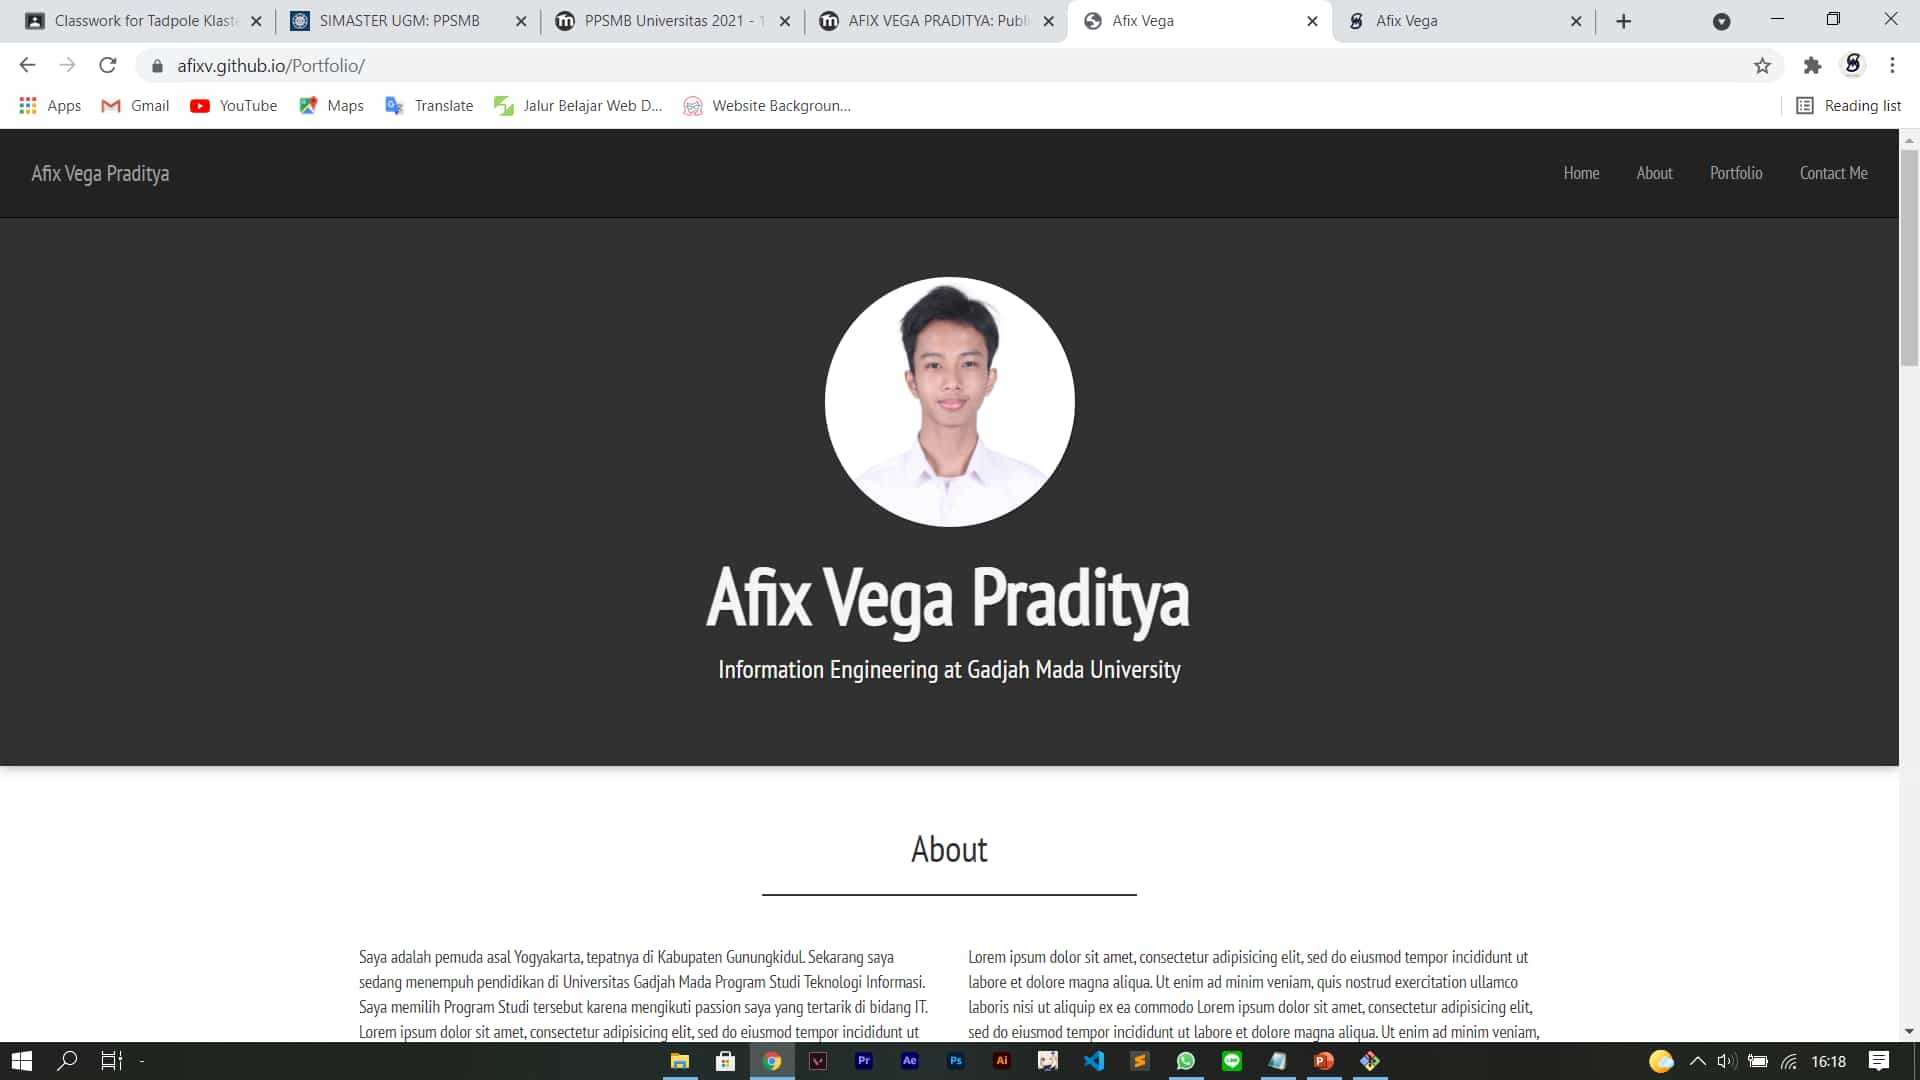 Classwork for Tadpole Klaste
SIMASTER UGM: PPSMB
PPSMB Universitas 2021 - 1
AFIX VEGA PRADITYA: Publi
Afix Vega
Afix Vega
afixv.github.io/Portfolio/
Apps
Gmail
YouTube
Maps
Translate
Jalur Belajar Web D...
Website Backgroun...
Reading list
Afix Vega Praditya
Home
About
Portfolio
Contact Me
Afix Vega Praditya
Information Engineering at Gadjah Mada University
About
Saya adalah pemuda asal Yogyakarta, tepatnya di Kabupaten Gunungkidul. Sekarang saya
sedang menempuh pendidikan di Universitas Gadjah Mada Program Studi Teknologi Informasi.
Saya memilih Program Studi tersebut karena mengikuti passion saya yang tertarik di bidang IT.
Lorem ipsum dolor sit amet, consectetur adipisicing elit, sed do eiusmod tempor incididunt ut
Lorem ipsum dolor sit amet, consectetur adipisicing elit, sed do eiusmod tempor incididunt ut
labore et dolore magna aliqua. Ut enim ad minim veniam, quis nostrud exercitation ullamco
laboris nisi ut aliquip ex ea commodo Lorem ipsum dolor sit amet, consectetur adipisicing elit,
sed do eiusmod tempor incididunt ut labore et dolore magna aliqua. Ut enim ad minim veniam,
Pr
Ae
Ps
Ai
16:18